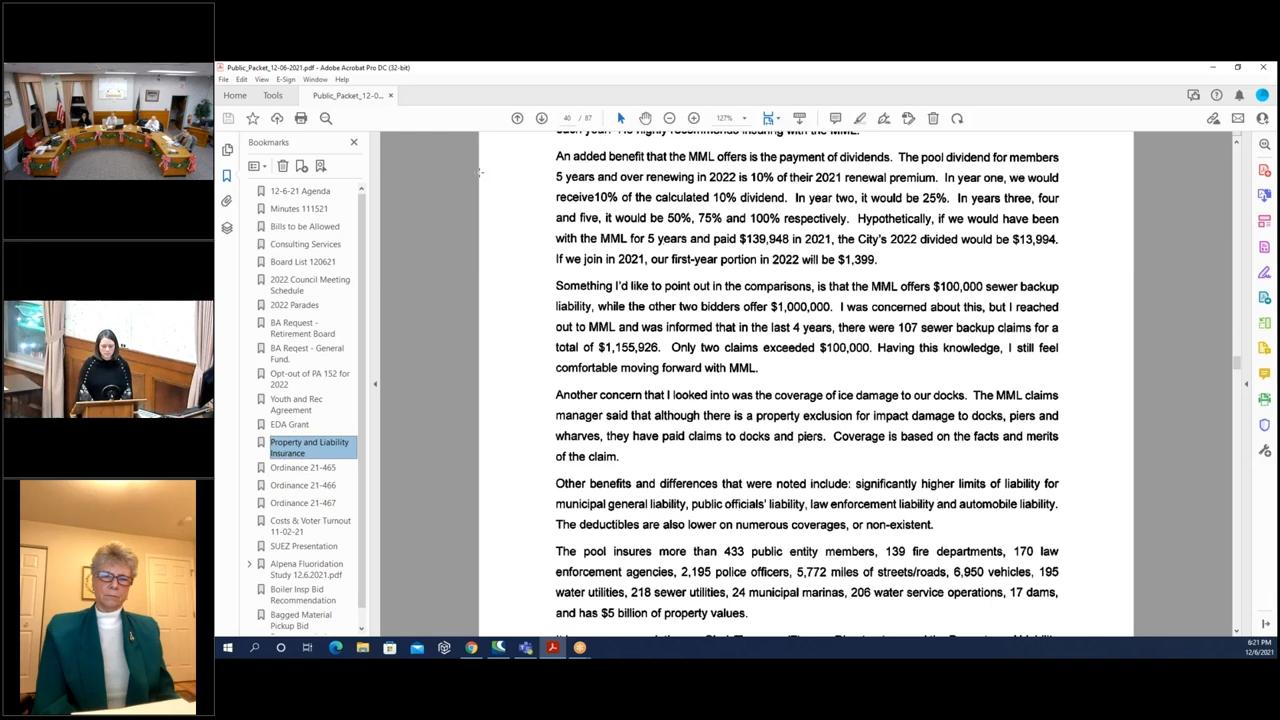 Public_Packet_12-06-2021.pdf - Adobe Acrobat Pro DC (32-bit)
File Edit View E-Sign Window Help
Home Tools Public_Packet_12-0... ×
40 / 87 127%
Bookmarks
12-6-21 Agenda
Minutes 111521
Bills to be Allowed
Consulting Services
Board List 120621
2022 Council Meeting
Schedule
2022 Parades
BA Request -
Retirement Board
BA Reqest - General
Fund.
Opt-out of PA 152 for
2022
Youth and Rec
Agreement
EDA Grant
Property and Liability
Insurance
Ordinance 21-465
Ordinance 21-466
Ordinance 21-467
Costs & Voter Turnout
11-02-21
SUEZ Presentation
Alpena Fluoridation
Study 12.6.2021.pdf
Boiler Insp Bid
Recommendation
Bagged Material
Pickup Bid
An added benefit that the MML offers is the payment of dividends. The pool dividend for members
5 years and over renewing in 2022 is 10% of their 2021 renewal premium. In year one, we would
receive10% of the calculated 10% dividend. In year two, it would be 25%. In years three, four
and five, it would be 50%, 75% and 100% respectively. Hypothetically, if we would have been
with the MML for 5 years and paid $139,948 in 2021, the City's 2022 divided would be $13,994.
If we join in 2021, our first-year portion in 2022 will be $1,399.
Something I'd like to point out in the comparisons, is that the MML offers $100,000 sewer backup
liability, while the other two bidders offer $1,000,000. I was concerned about this, but I reached
out to MML and was informed that in the last 4 years, there were 107 sewer backup claims for a
total of $1,155,926. Only two claims exceeded $100,000. Having this knowledge, I still feel
comfortable moving forward with MML.
Another concern that I looked into was the coverage of ice damage to our docks. The MML claims
manager said that although there is a property exclusion for impact damage to docks, piers and
wharves, they have paid claims to docks and piers. Coverage is based on the facts and merits
of the claim.
Other benefits and differences that were noted include: significantly higher limits of liability for
municipal general liability, public officials' liability, law enforcement liability and automobile liability.
The deductibles are also lower on numerous coverages, or non-existent.
The pool insures more than 433 public entity members, 139 fire departments, 170 law
enforcement agencies, 2,195 police officers, 5,772 miles of streets/roads, 6,950 vehicles, 195
water utilities, 218 sewer utilities, 24 municipal marinas, 206 water service operations, 17 dams,
and has $5 billion of property values.
6:21 PM
12/6/2021